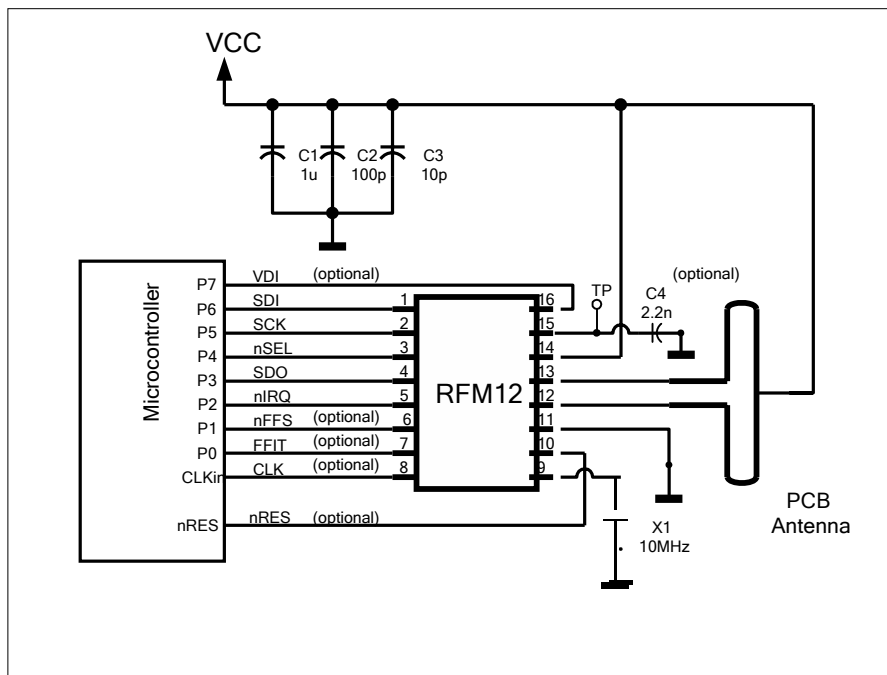 VCC
C1
1u
C2
100p
C3
10p
Microcontroller
P7 VDI (optional)
P6 SDI 1
P5 SCK 2
P4 nSEL 3
P3 SDO 4
P2 nIRQ 5
P1 nFFS (optional) 6
P0 FFIT (optional) 7
CLKin CLK (optional) 8
nRES nRES (optional)
RFM12
16
15
14
13
12
11
10
9
TP
C4
2.2n
(optional)
X1
10MHz
PCB
Antenna